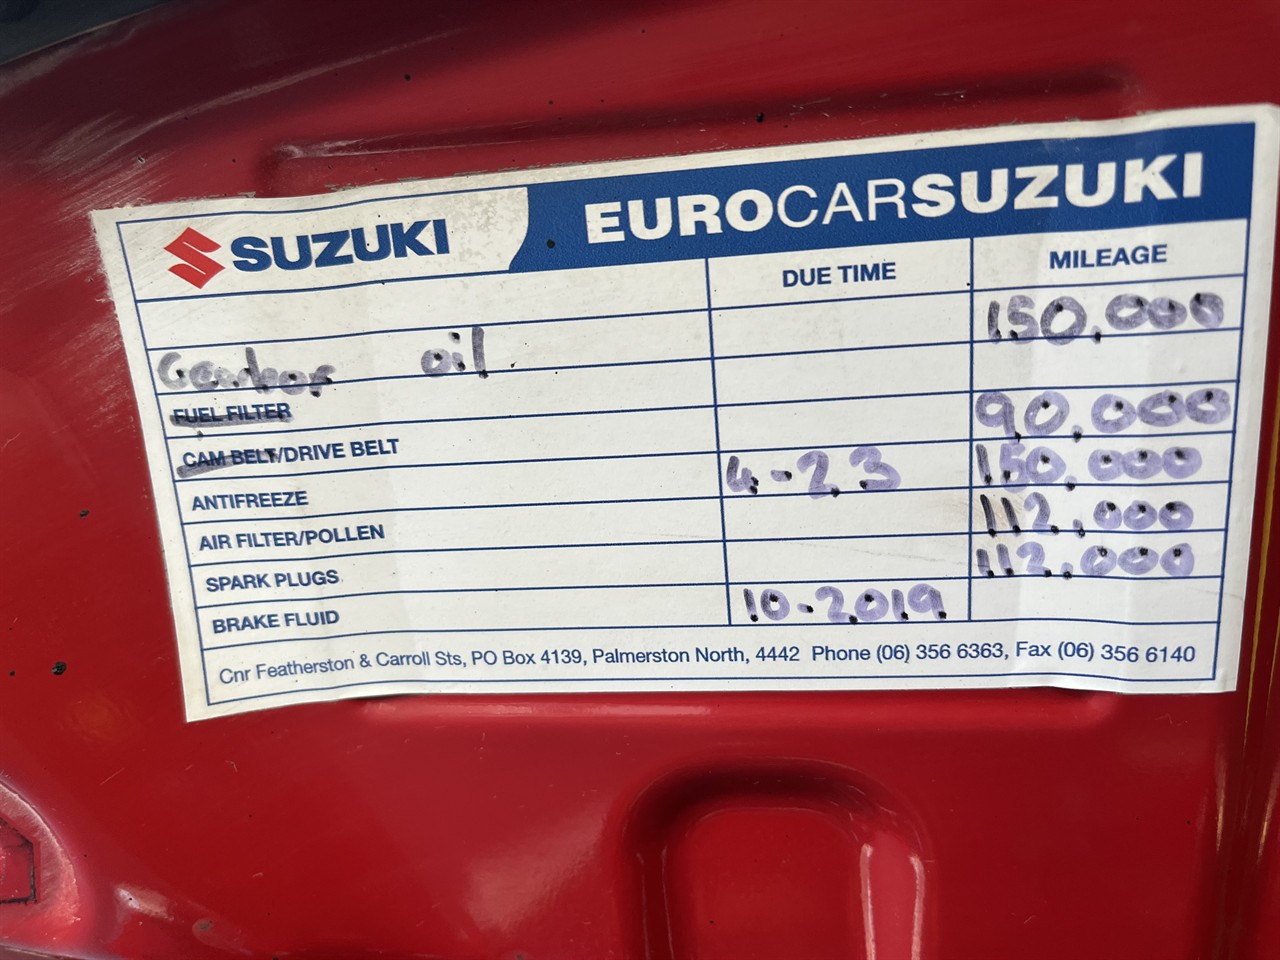 SUZUKI EUROCARSUZUKI
DUE TIME MILEAGE
Gearbox oil 150,000
FUEL FILTER
CAM BELT/DRIVE BELT 90,000
ANTIFREEZE 4-23 150,000
AIR FILTER/POLLEN 112,000
SPARK PLUGS 112,000
BRAKE FLUID 10-2019
Cnr Featherston & Carroll Sts, PO Box 4139, Palmerston North, 4442 Phone (06) 356 6363, Fax (06) 356 6140